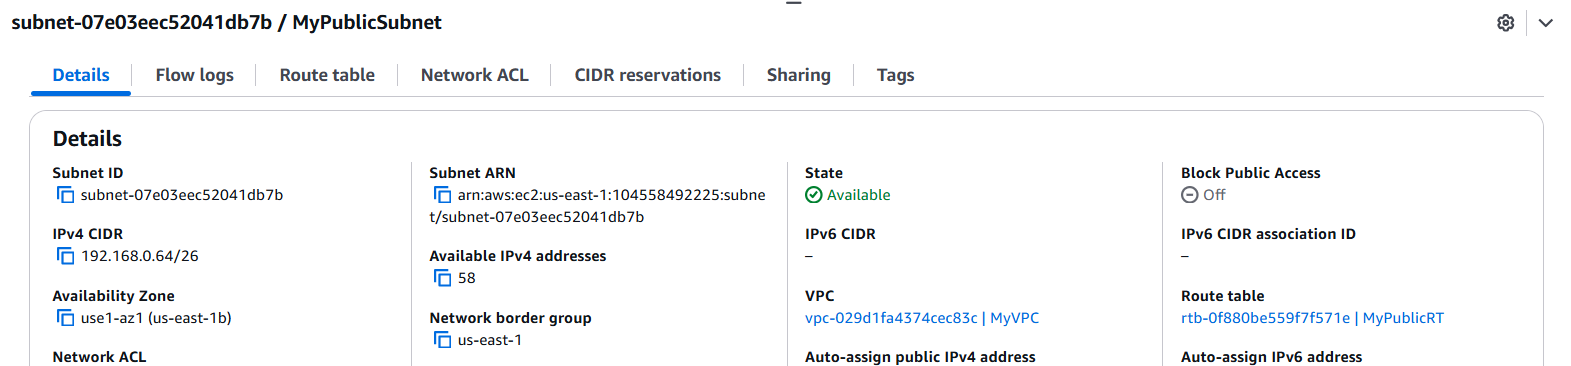 subnet-07e03eec52041db7b / MyPublicSubnet
Details
Flow logs
Route table
Network ACL
CIDR reservations
Sharing
Tags
Details
Subnet ID
subnet-07e03eec52041db7b
IPv4 CIDR
192.168.0.64/26
Availability Zone
use1-az1 (us-east-1b)
Network ACL
Subnet ARN
arn:aws:ec2:us-east-1:104558492225:subne
t/subnet-07e03eec52041db7b
Available IPv4 addresses
58
Network border group
us-east-1
State
Available
IPv6 CIDR
–
VPC
vpc-029d1fa4374cec83c | MyVPC
Auto-assign public IPv4 address
Block Public Access
Off
IPv6 CIDR association ID
–
Route table
rtb-0f880be559f7f571e | MyPublicRT
Auto-assign IPv6 address